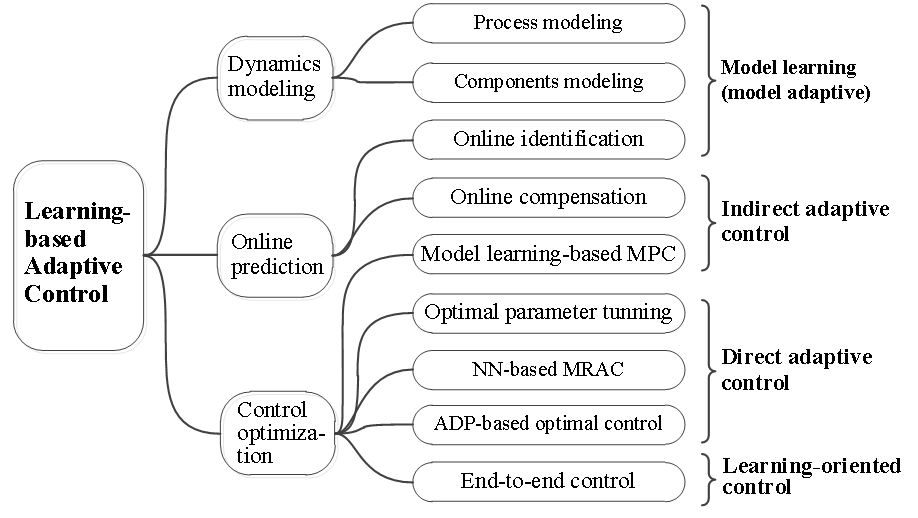 Learning-
based
Adaptive
Control
Dynamics
modeling
Online
prediction
Control
optimiza-
tion
Process modeling
Components modeling
Online identification
Online compensation
Model learning-based MPC
Optimal parameter tunning
NN-based MRAC
ADP-based optimal control
End-to-end control
Model learning
(model adaptive)
Indirect adaptive
control
Direct adaptive
control
Learning-oriented
control